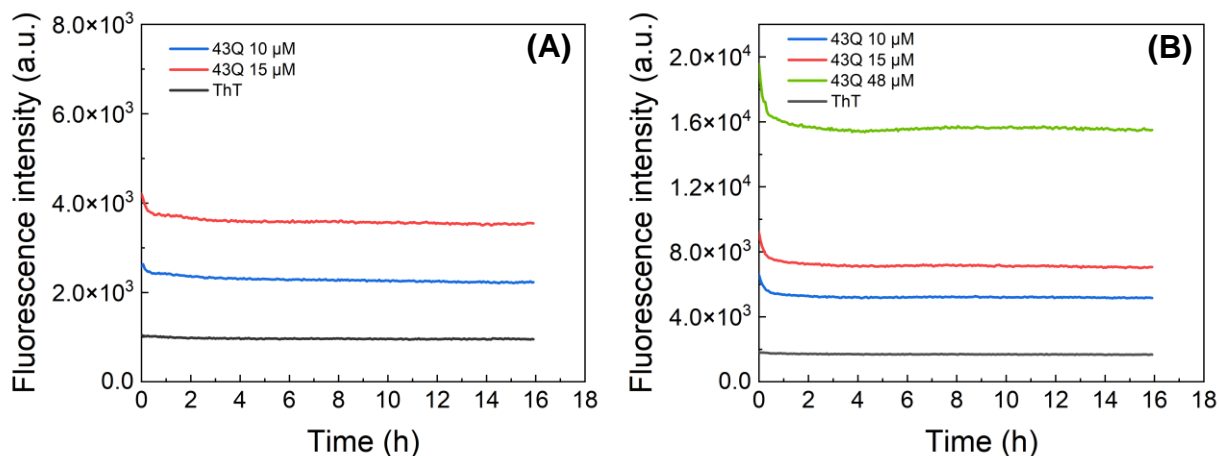 (A)
Fluorescence intensity (a.u.)
8.0×10³
6.0×10³
4.0×10³
2.0×10³
0.0
43Q 10 μM
43Q 15 μM
ThT
0 2 4 6 8 10 12 14 16 18
Time (h)
(B)
Fluorescence intensity (a.u.)
2.0×10⁴
1.6×10⁴
1.2×10⁴
8.0×10³
4.0×10³
0.0
43Q 10 μM
43Q 15 μM
43Q 48 μM
ThT
0 2 4 6 8 10 12 14 16 18
Time (h)